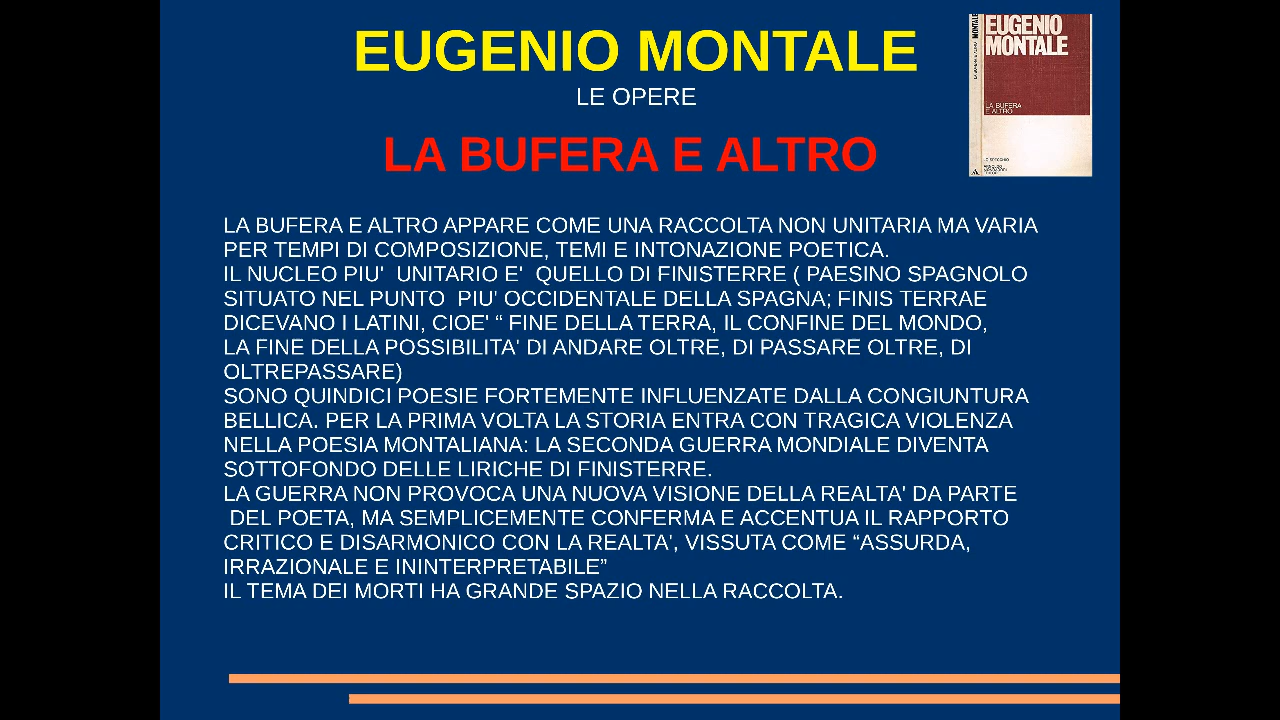 EUGENIO MONTALE
LE OPERE
LA BUFERA E ALTRO
EUGENIO
MONTALE
LA BUFERA
E ALTRO
LO SPECCHIO
LA BUFERA E ALTRO APPARE COME UNA RACCOLTA NON UNITARIA MA VARIA
PER TEMPI DI COMPOSIZIONE, TEMI E INTONAZIONE POETICA.
IL NUCLEO PIU'  UNITARIO E'  QUELLO DI FINISTERRE ( PAESINO SPAGNOLO
SITUATO NEL PUNTO  PIU' OCCIDENTALE DELLA SPAGNA; FINIS TERRAE
DICEVANO I LATINI, CIOE' “ FINE DELLA TERRA, IL CONFINE DEL MONDO,
LA FINE DELLA POSSIBILITA' DI ANDARE OLTRE, DI PASSARE OLTRE, DI
OLTREPASSARE)
SONO QUINDICI POESIE FORTEMENTE INFLUENZATE DALLA CONGIUNTURA
BELLICA. PER LA PRIMA VOLTA LA STORIA ENTRA CON TRAGICA VIOLENZA
NELLA POESIA MONTALIANA: LA SECONDA GUERRA MONDIALE DIVENTA
SOTTOFONDO DELLE LIRICHE DI FINISTERRE.
LA GUERRA NON PROVOCA UNA NUOVA VISIONE DELLA REALTA' DA PARTE
DEL POETA, MA SEMPLICEMENTE CONFERMA E ACCENTUA IL RAPPORTO
CRITICO E DISARMONICO CON LA REALTA', VISSUTA COME “ASSURDA,
IRRAZIONALE E ININTERPRETABILE”
IL TEMA DEI MORTI HA GRANDE SPAZIO NELLA RACCOLTA.